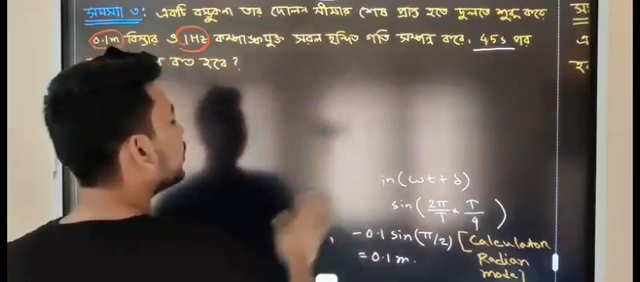 সমস্যা ৩: একটি বস্তুকণা তার দোলন সীমার শেষ প্রান্ত হতে দুলতে শুরু করে
0.1m বিস্তার ও 1Hz কম্পাঙ্কযুক্ত সরল ছন্দিত গতি সম্পন্ন করে, 45s পর
কত হবে?
in (ωt + δ)
sin (2π/T × T/4)
0.1 sin (π/2) [Calculator
= 0.1 m. Radian
mode]